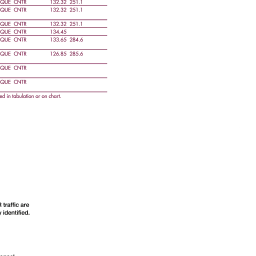 QUE CNTR 132.32 251.1
QUE CNTR 132.32 251.1
QUE CNTR 132.32 251.1
QUE CNTR 134.45
QUE CNTR 133.65 284.6
QUE CNTR 126.85 285.6
QUE CNTR
QUE CNTR
ed in tabulation or on chart.
traffic are
identified.